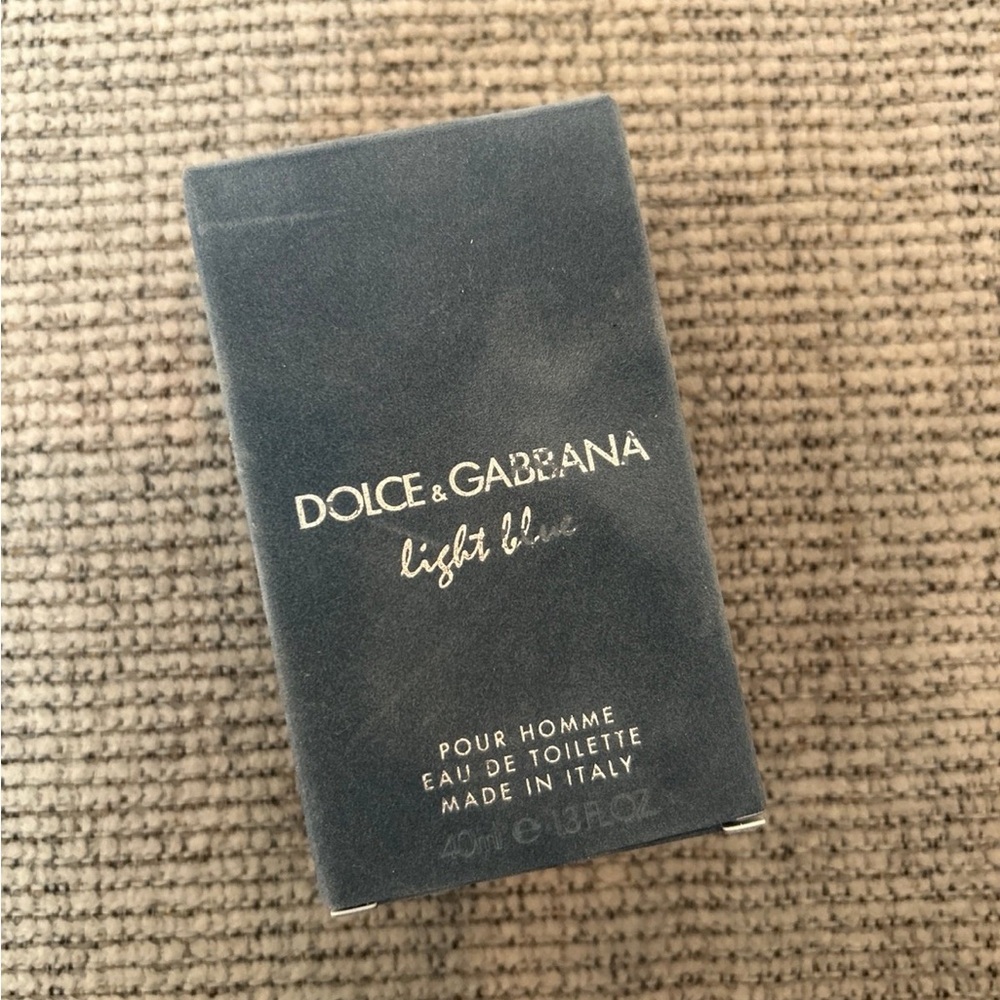 DOLCE & GABBANA
light blue
POUR HOMME
EAU DE TOILETTE
MADE IN ITALY
40ml e 1.3 FL.OZ.